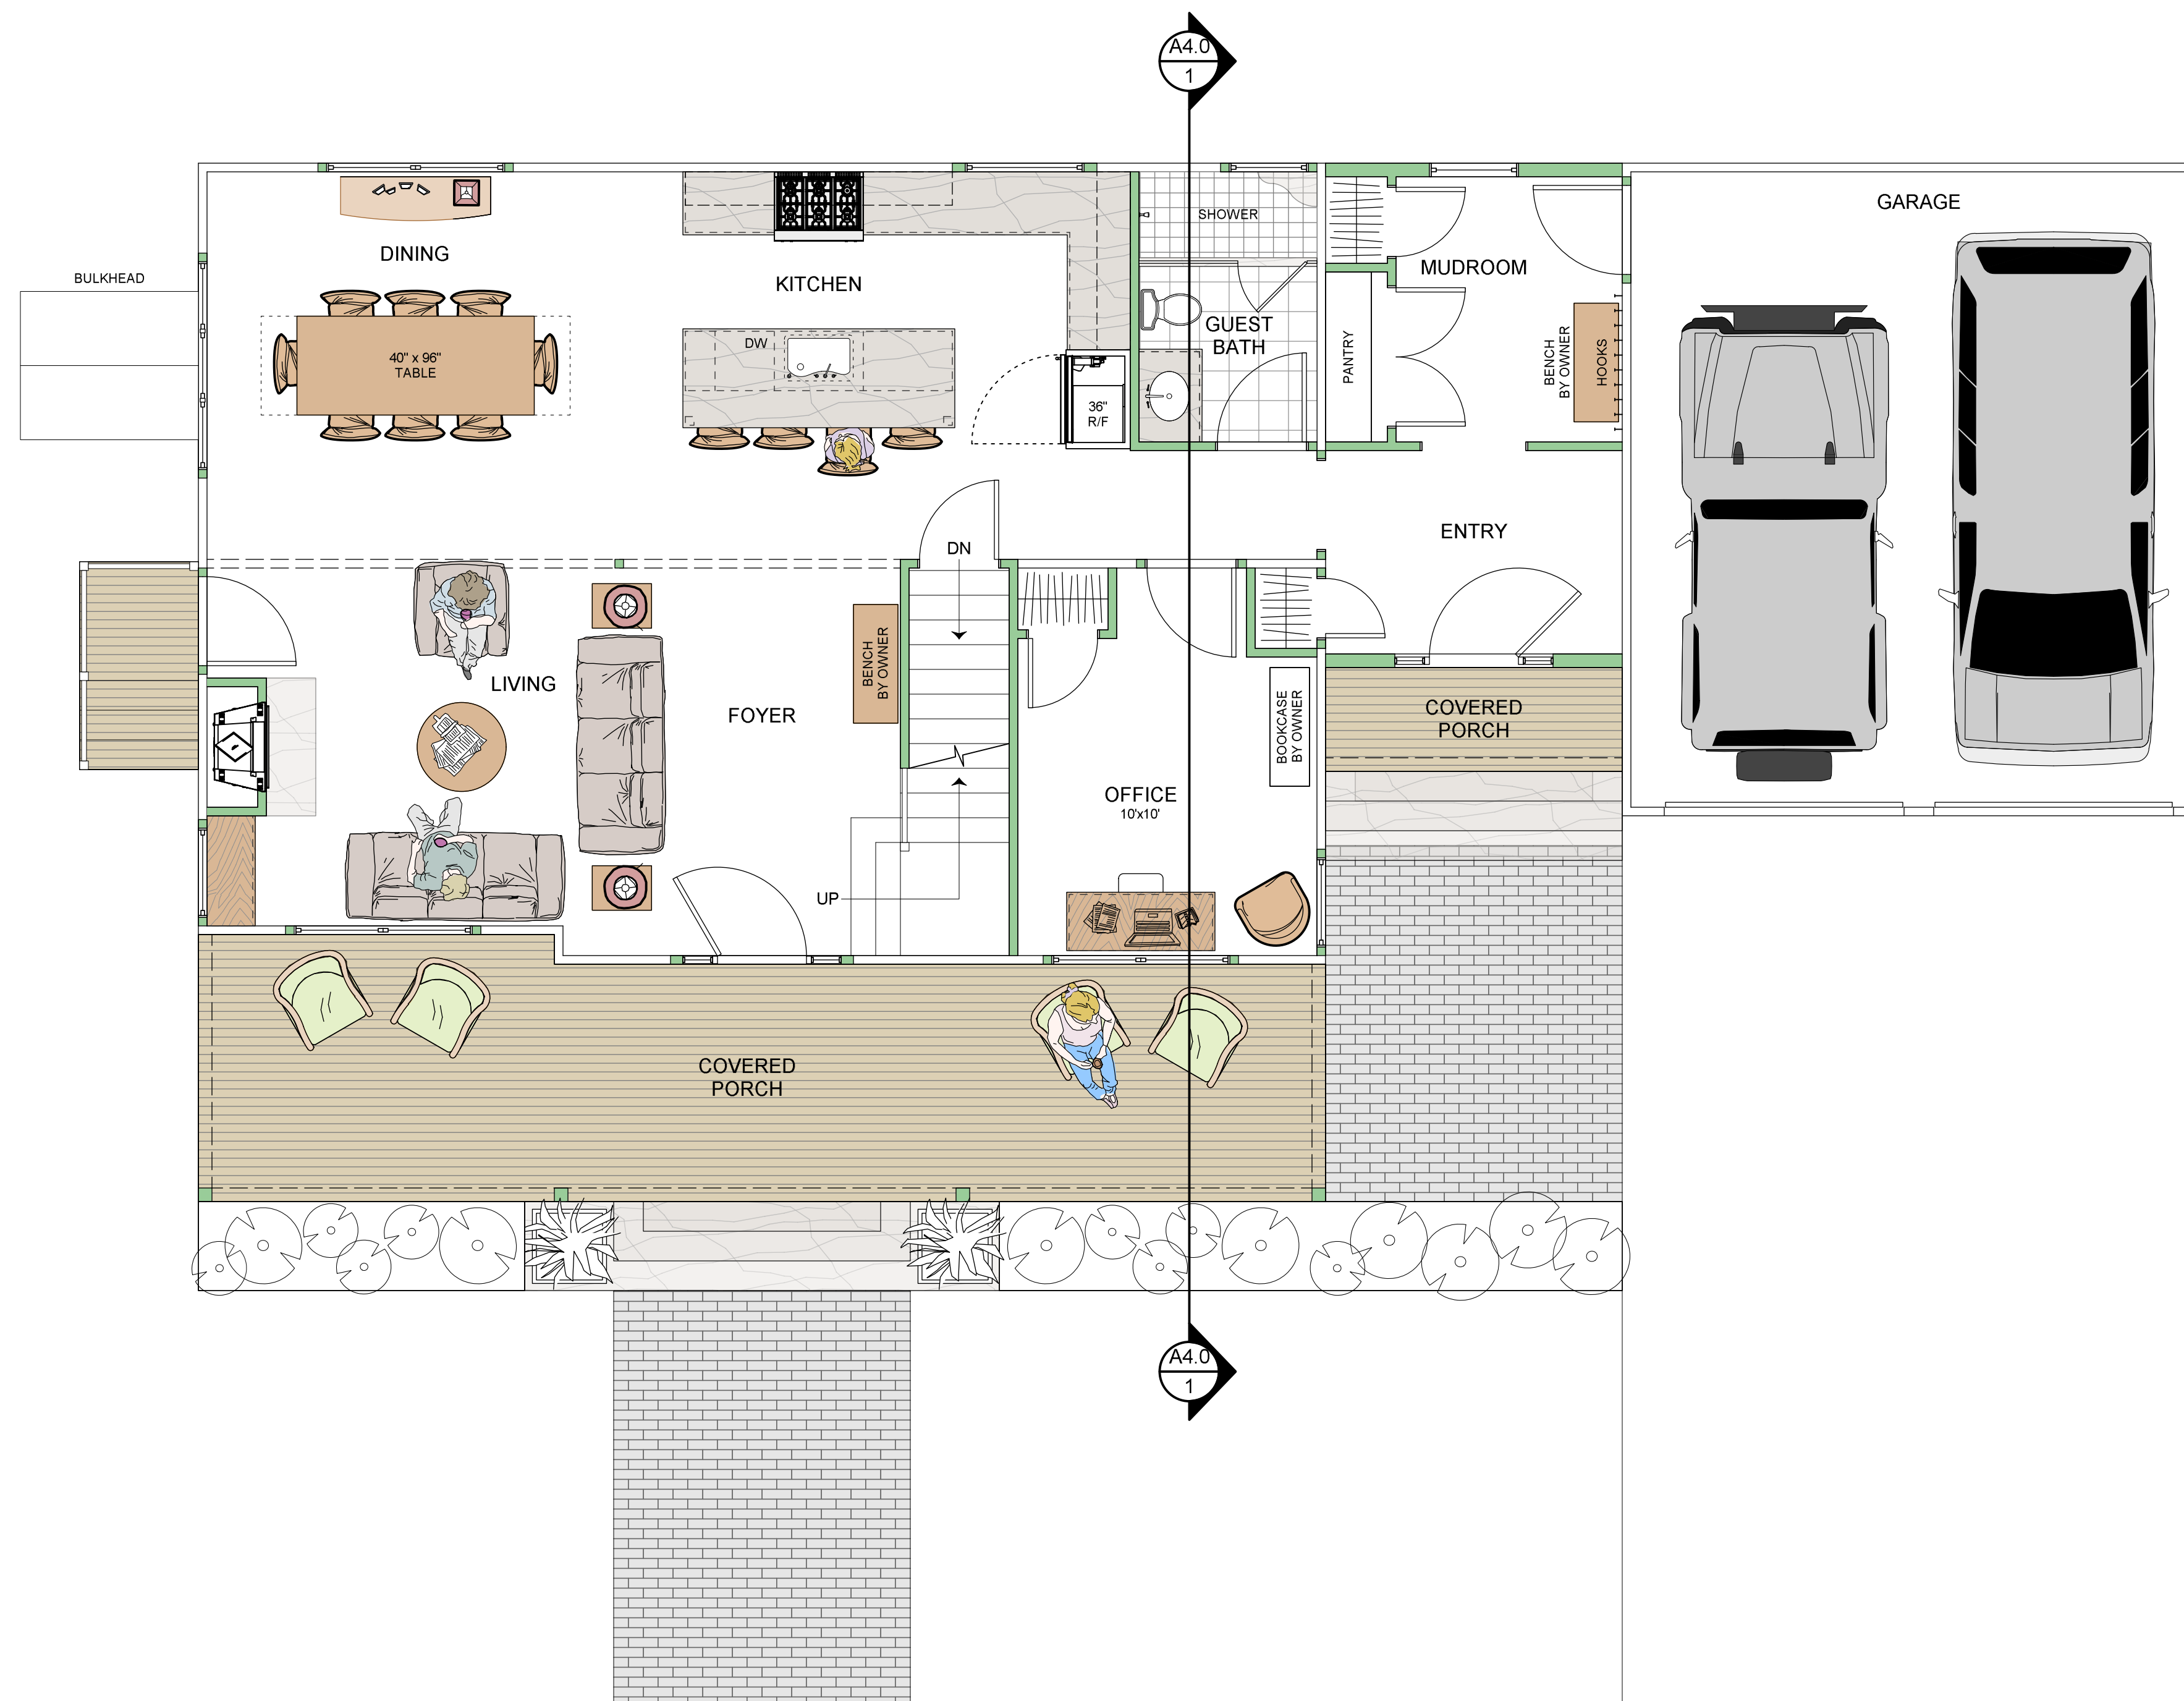 A4.0
1
GARAGE
SHOWER
DINING
MUDROOM
BULKHEAD
KITCHEN
GUEST
BATH
DW
40" x 96"
TABLE
PANTRY
BENCH
BY OWNER
HOOKS
36"
R/F
ENTRY
DN
LIVING
BENCH
BY OWNER
FOYER
BOOKCASE
BY OWNER
COVERED
PORCH
OFFICE
10'x10'
UP
COVERED
PORCH
A4.0
1